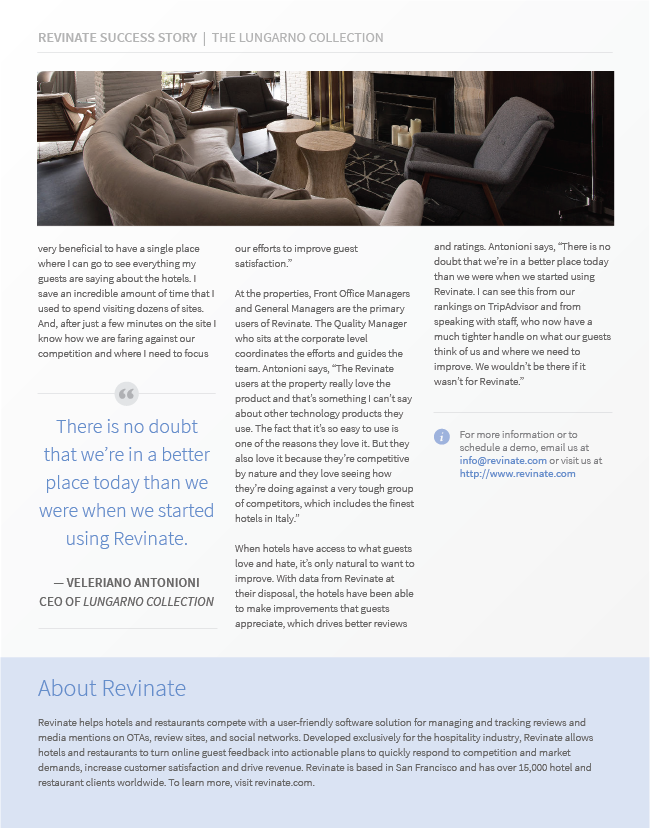 REVINATE SUCCESS STORY | THE LUNGARNO COLLECTION
very beneficial to have a single place
where I can go to see everything my
guests are saying about the hotels. I
save an incredible amount of time that I
used to spend visiting dozens of sites.
And, after just a few minutes on the site I
know how we are faring against our
competition and where I need to focus
“
There is no doubt
that we’re in a better
place today than we
were when we started
using Revinate.
— VELERIANO ANTONIONI
CEO OF LUNGARNO COLLECTION
our efforts to improve guest
satisfaction.”
At the properties, Front Office Managers
and General Managers are the primary
users of Revinate. The Quality Manager
who sits at the corporate level
coordinates the efforts and guides the
team. Antonioni says, “The Revinate
users at the property really love the
product and that’s something I can’t say
about other technology products they
use. The fact that it’s so easy to use is
one of the reasons they love it. But they
also love it because they’re competitive
by nature and they love seeing how
they’re doing against a very tough group
of competitors, which includes the finest
hotels in Italy.”
When hotels have access to what guests
love and hate, it’s only natural to want to
improve. With data from Revinate at
their disposal, the hotels have been able
to make improvements that guests
appreciate, which drives better reviews
and ratings. Antonioni says, “There is no
doubt that we’re in a better place today
than we were when we started using
Revinate. I can see this from our
rankings on TripAdvisor and from
speaking with staff, who now have a
much tighter handle on what our guests
think of us and where we need to
improve. We wouldn’t be there if it
wasn’t for Revinate.”
i
For more information or to
schedule a demo, email us at
info@revinate.com or visit us at
http://www.revinate.com
About Revinate
Revinate helps hotels and restaurants compete with a user-friendly software solution for managing and tracking reviews and
media mentions on OTAs, review sites, and social networks. Developed exclusively for the hospitality industry, Revinate allows
hotels and restaurants to turn online guest feedback into actionable plans to quickly respond to competition and market
demands, increase customer satisfaction and drive revenue. Revinate is based in San Francisco and has over 15,000 hotel and
restaurant clients worldwide. To learn more, visit revinate.com.